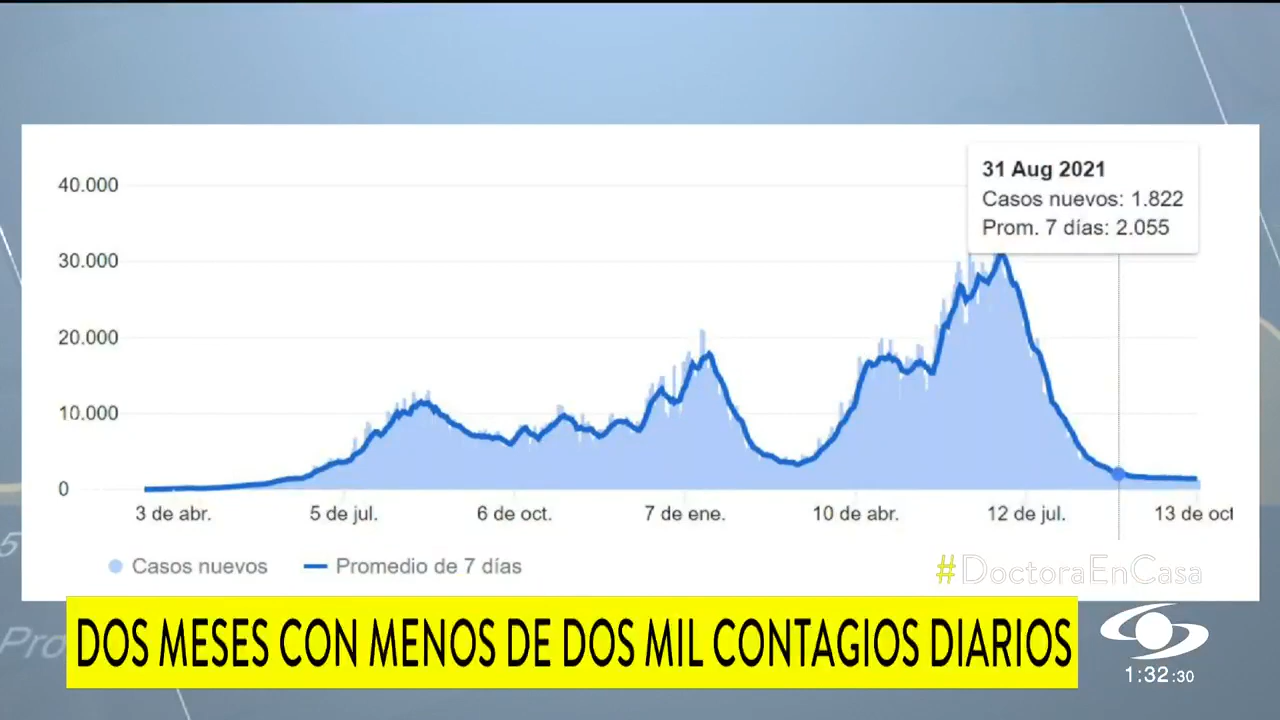 31 Aug 2021
Casos nuevos: 1.822
Prom. 7 días: 2.055
40.000
30.000
20.000
10.000
0
3 de abr.
5 de jul.
6 de oct.
7 de ene.
10 de abr.
12 de jul.
13 de oct
Casos nuevos
Promedio de 7 días
#DoctoraEnCasa
DOS MESES CON MENOS DE DOS MIL CONTAGIOS DIARIOS
1:32:30
5
Pro